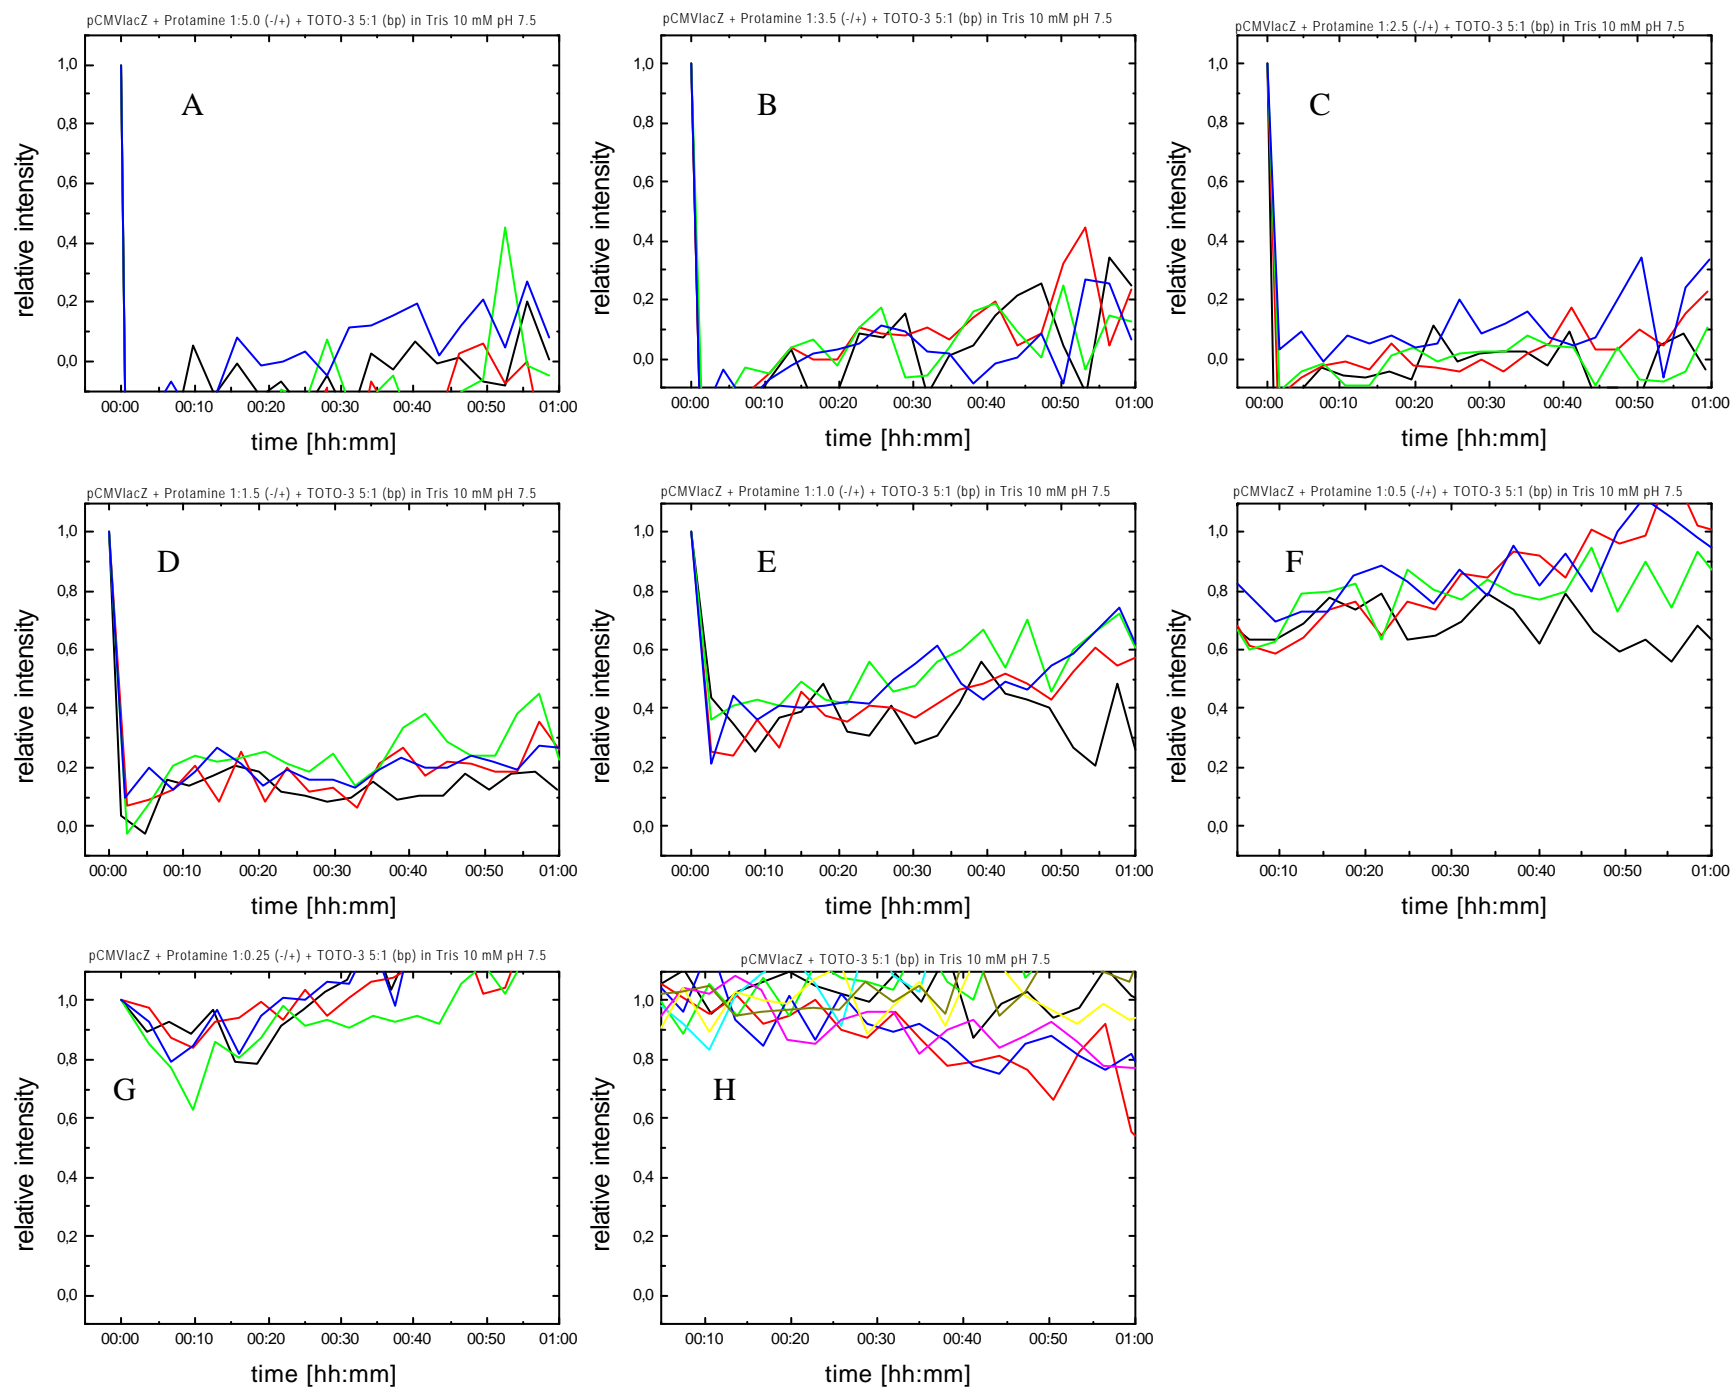 pCMVlacZ + Protamine 1:5.0 (-/+) + TOTO-3 5:1 (bp) in Tris 10 mM pH 7.5
A
relative intensity
1,0
0,8
0,6
0,4
0,2
0,0
00:00 00:10 00:20 00:30 00:40 00:50 01:00
time [hh:mm]
pCMVlacZ + Protamine 1:3.5 (-/+) + TOTO-3 5:1 (bp) in Tris 10 mM pH 7.5
B
relative intensity
1,0
0,8
0,6
0,4
0,2
0,0
00:00 00:10 00:20 00:30 00:40 00:50 01:00
time [hh:mm]
pCMVlacZ + Protamine 1:2.5 (-/+) + TOTO-3 5:1 (bp) in Tris 10 mM pH 7.5
C
relative intensity
1,0
0,8
0,6
0,4
0,2
0,0
00:00 00:10 00:20 00:30 00:40 00:50 01:00
time [hh:mm]
pCMVlacZ + Protamine 1:1.5 (-/+) + TOTO-3 5:1 (bp) in Tris 10 mM pH 7.5
D
relative intensity
1,0
0,8
0,6
0,4
0,2
0,0
00:00 00:10 00:20 00:30 00:40 00:50 01:00
time [hh:mm]
pCMVlacZ + Protamine 1:1.0 (-/+) + TOTO-3 5:1 (bp) in Tris 10 mM pH 7.5
E
relative intensity
1,0
0,8
0,6
0,4
0,2
0,0
00:00 00:10 00:20 00:30 00:40 00:50 01:00
time [hh:mm]
pCMVlacZ + Protamine 1:0.5 (-/+) + TOTO-3 5:1 (bp) in Tris 10 mM pH 7.5
F
relative intensity
1,0
0,8
0,6
0,4
0,2
0,0
00:10 00:20 00:30 00:40 00:50 01:00
time [hh:mm]
pCMVlacZ + Protamine 1:0.25 (-/+) + TOTO-3 5:1 (bp) in Tris 10 mM pH 7.5
G
relative intensity
1,0
0,8
0,6
0,4
0,2
0,0
00:00 00:10 00:20 00:30 00:40 00:50 01:00
time [hh:mm]
pCMVlacZ + TOTO-3 5:1 (bp) in Tris 10 mM pH 7.5
H
relative intensity
1,0
0,8
0,6
0,4
0,2
0,0
00:10 00:20 00:30 00:40 00:50 01:00
time [hh:mm]